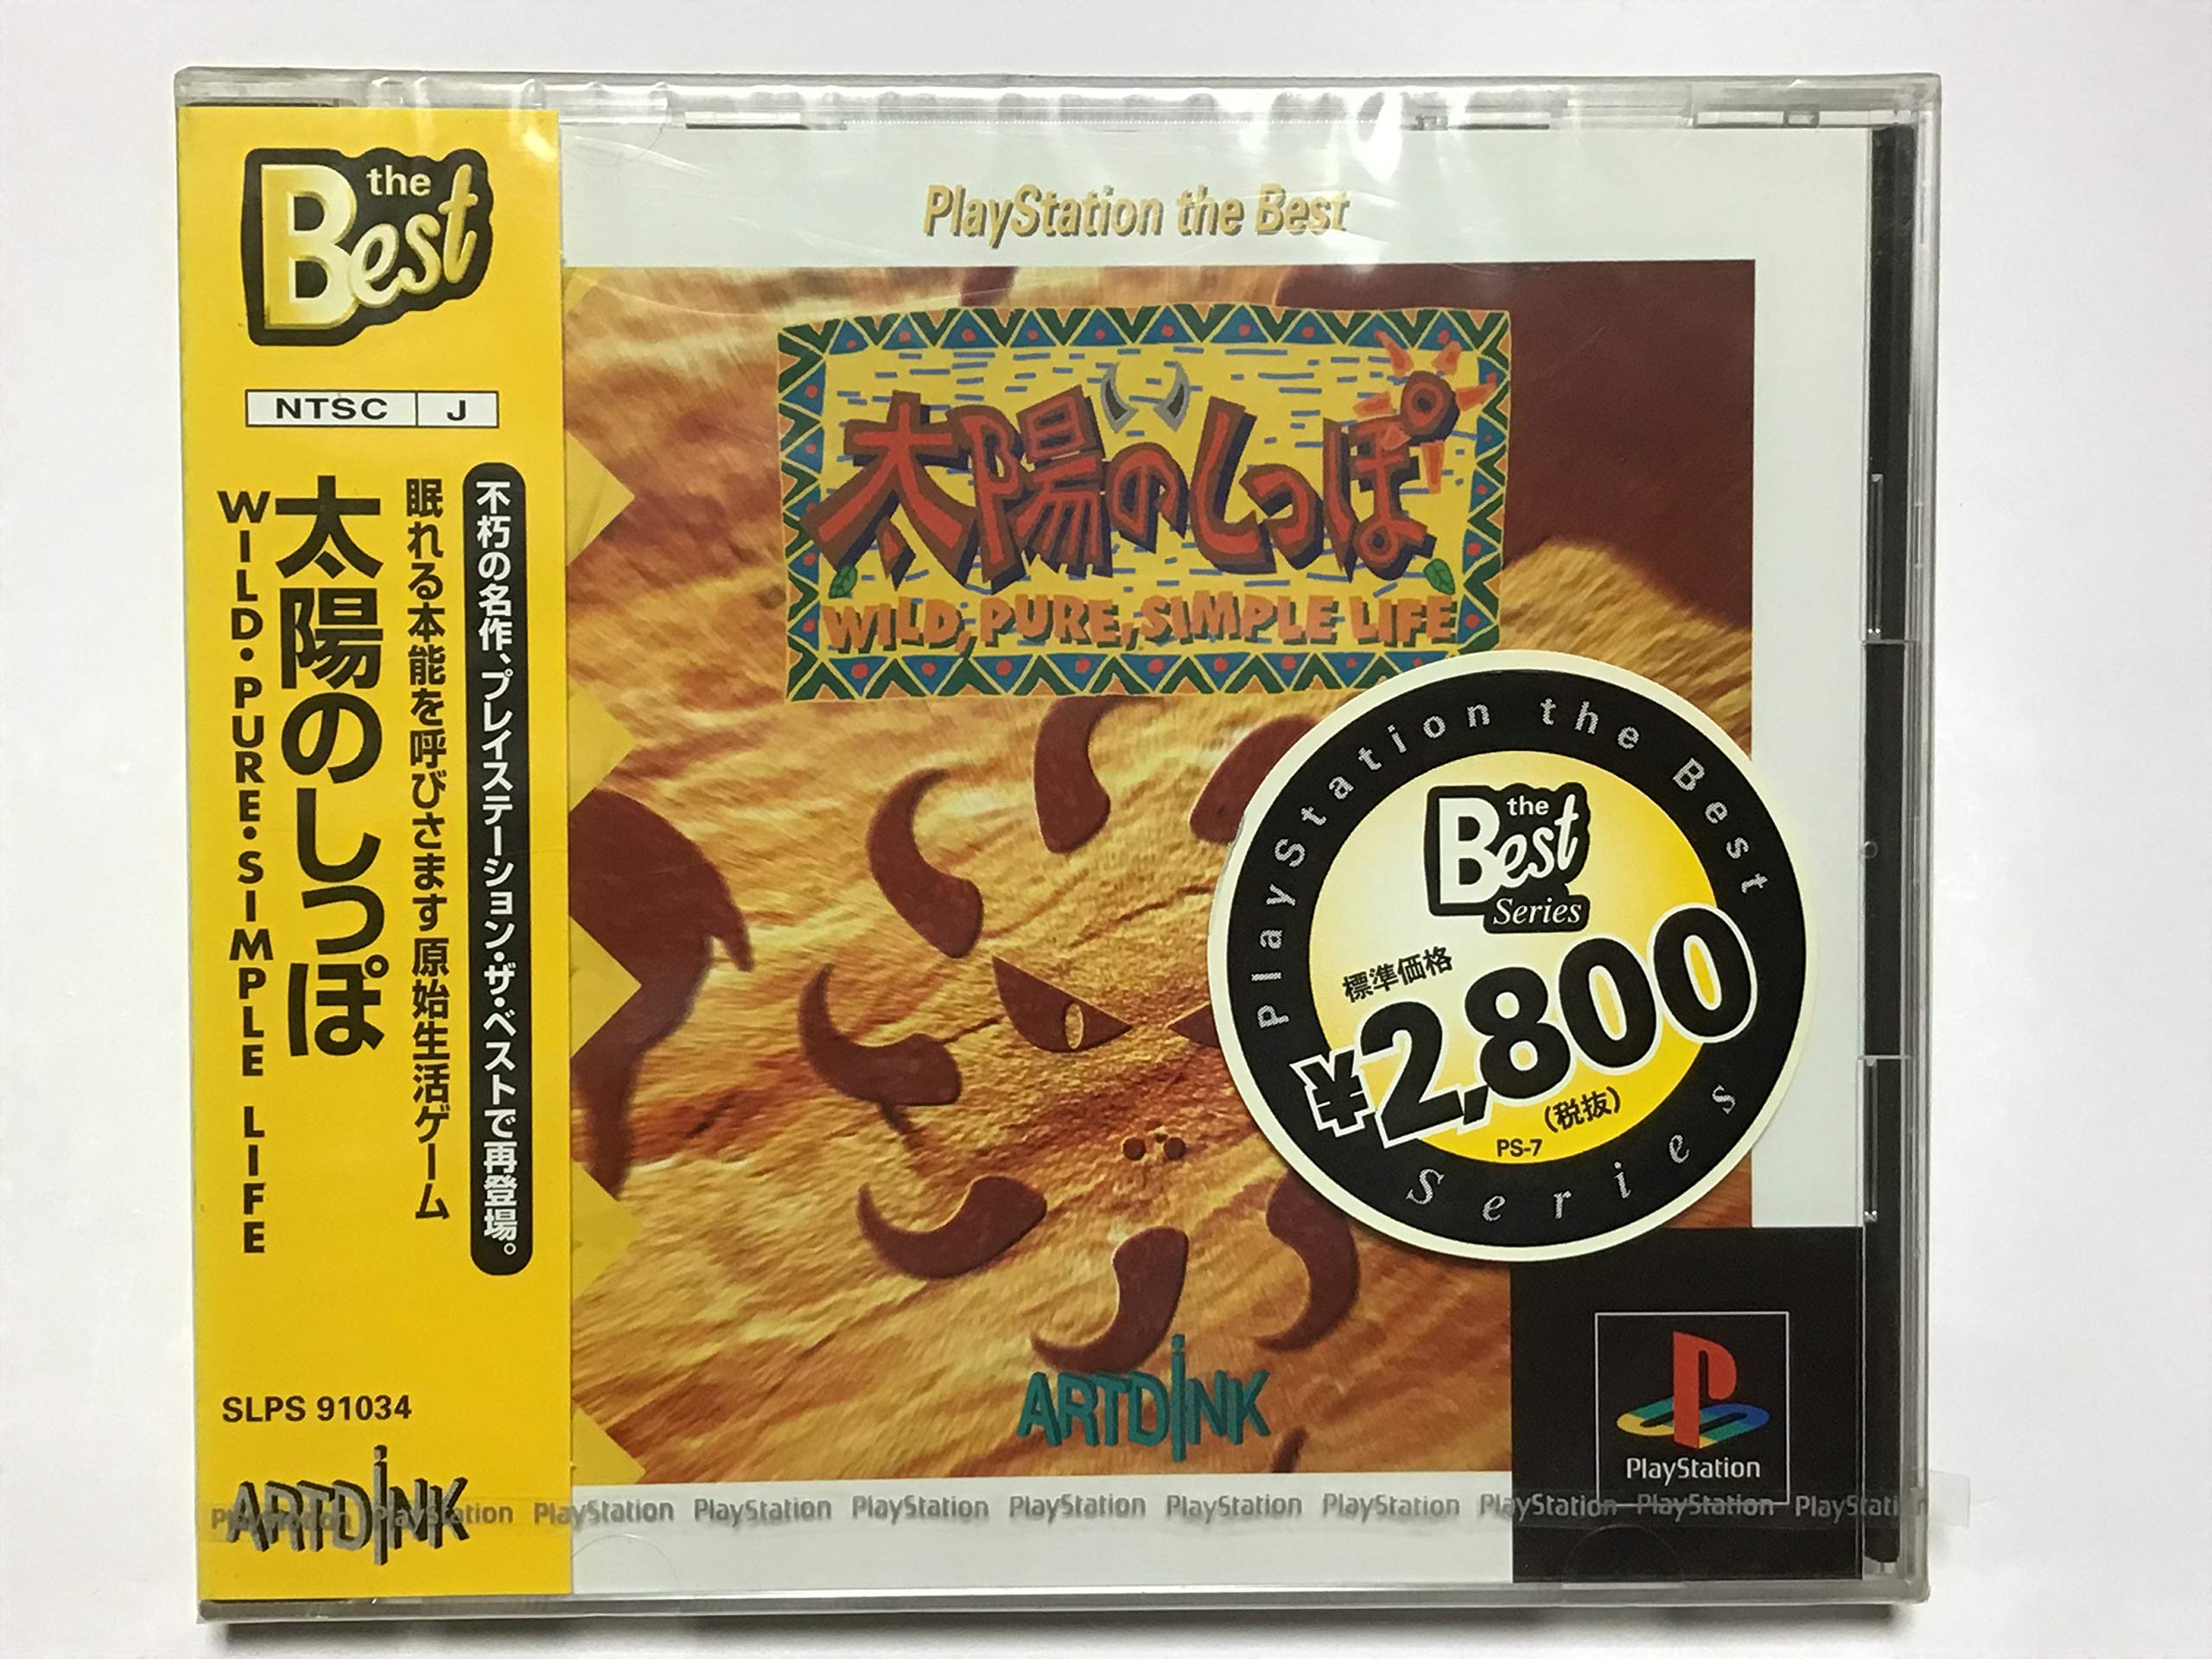 the
Best
NTSC J
不朽の名作、プレイステーション・ザ・ベストで再登場。
眠れる本能を呼びさます原始生活ゲーム
太陽のしっぽ
WILD・PURE・SIMPLE LIFE
SLPS 91034
ARTDINK
PlayStation the Best
太陽のしっぽ
WILD, PURE, SIMPLE LIFE
PlayStation the Best
the
Best
Series
標準価格
¥2,800
(税抜)
PS-7
Series
ARTDINK
PlayStation
PlayStation PlayStation PlayStation PlayStation PlayStation PlayStation PlayStation PlayStation PlayStation PlayStation PlayStation